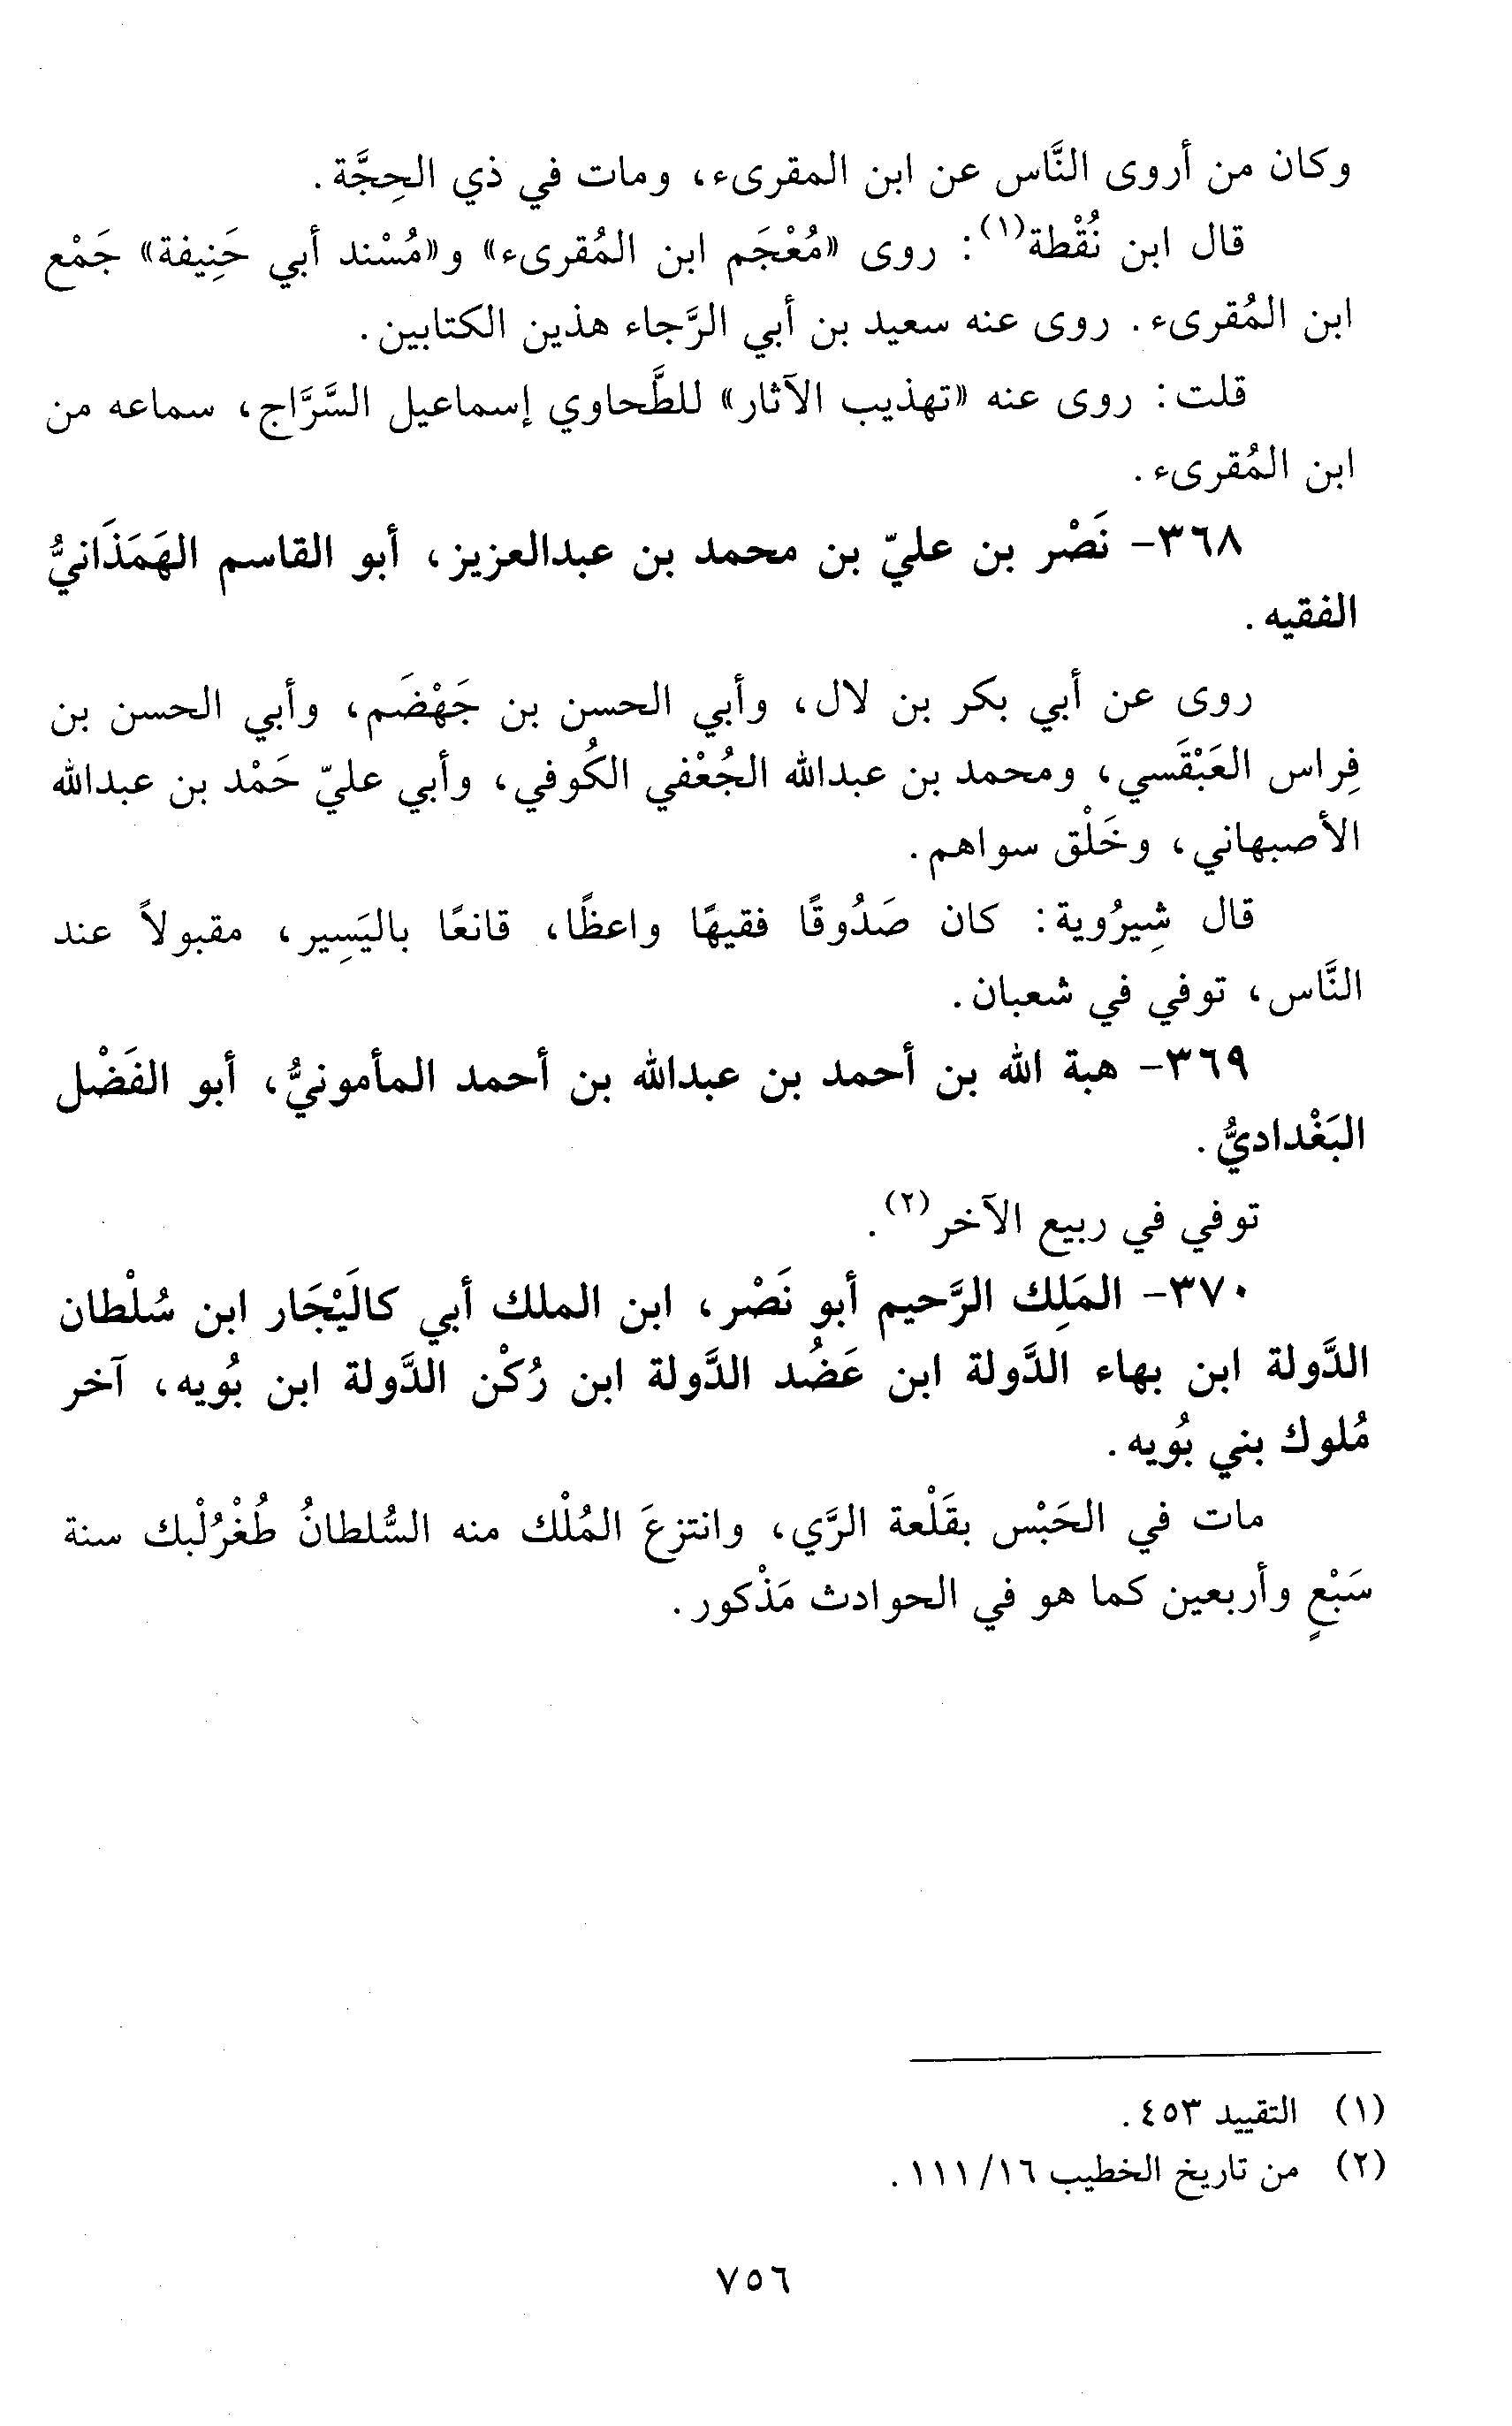 وكان من أروى النَّاس عن ابن المقرىء، ومات في ذي الحِجَّة.
قال ابن نُقْطة(١): روى «مُعْجَم ابن المُقرىء» و«مُسْند أبي حَنِيفة» جَمْع
ابن المُقرىء. روى عنه سعيد بن أبي الرَّجاء هذين الكتابين.
قلت: روى عنه «تهذيب الآثار» للطَّحاوي إسماعيل السَّرَّاج، سماعه من
ابن المُقرىء.
٣٦٨- نَصْر بن عليّ بن محمد بن عبدالعزيز، أبو القاسم الهَمَذَانيُّ
الفقيه.
روى عن أبي بكر بن لال، وأبي الحسن بن جَهْضَم، وأبي الحسن بن
فِراس العَبْقَسي، ومحمد بن عبدالله الجُعْفي الكُوفي، وأبي عليّ حَمْد بن عبدالله
الأصبهاني، وخَلْق سواهم.
قال شِيرُوية: كان صَدُوقًا فقيهًا واعظًا، قانعًا باليَسِير، مقبولاً عند
النَّاس، توفي في شعبان.
٣٦٩- هبة الله بن أحمد بن عبدالله بن أحمد المأمونيُّ، أبو الفَضْل
البَغْداديُّ.
توفي في ربيع الآخر(٢).
٣٧٠- المَلِك الرَّحيم أبو نَصْر، ابن الملك أبي كالَيْجَار ابن سُلْطان
الدَّولة ابن بهاء الدَّولة ابن عَضُد الدَّولة ابن رُكْن الدَّولة ابن بُويه، آخر
مُلوك بني بُويه.
مات في الحَبْس بقَلْعة الرَّي، وانتزعَ المُلْك منه السُّلطانُ طُغْرُلْبك سنة
سَبْعٍ وأربعين كما هو في الحوادث مَذْكور.
(١) التقييد ٤٥٣.
(٢) من تاريخ الخطيب ١٦/ ١١١.
٧٥٦